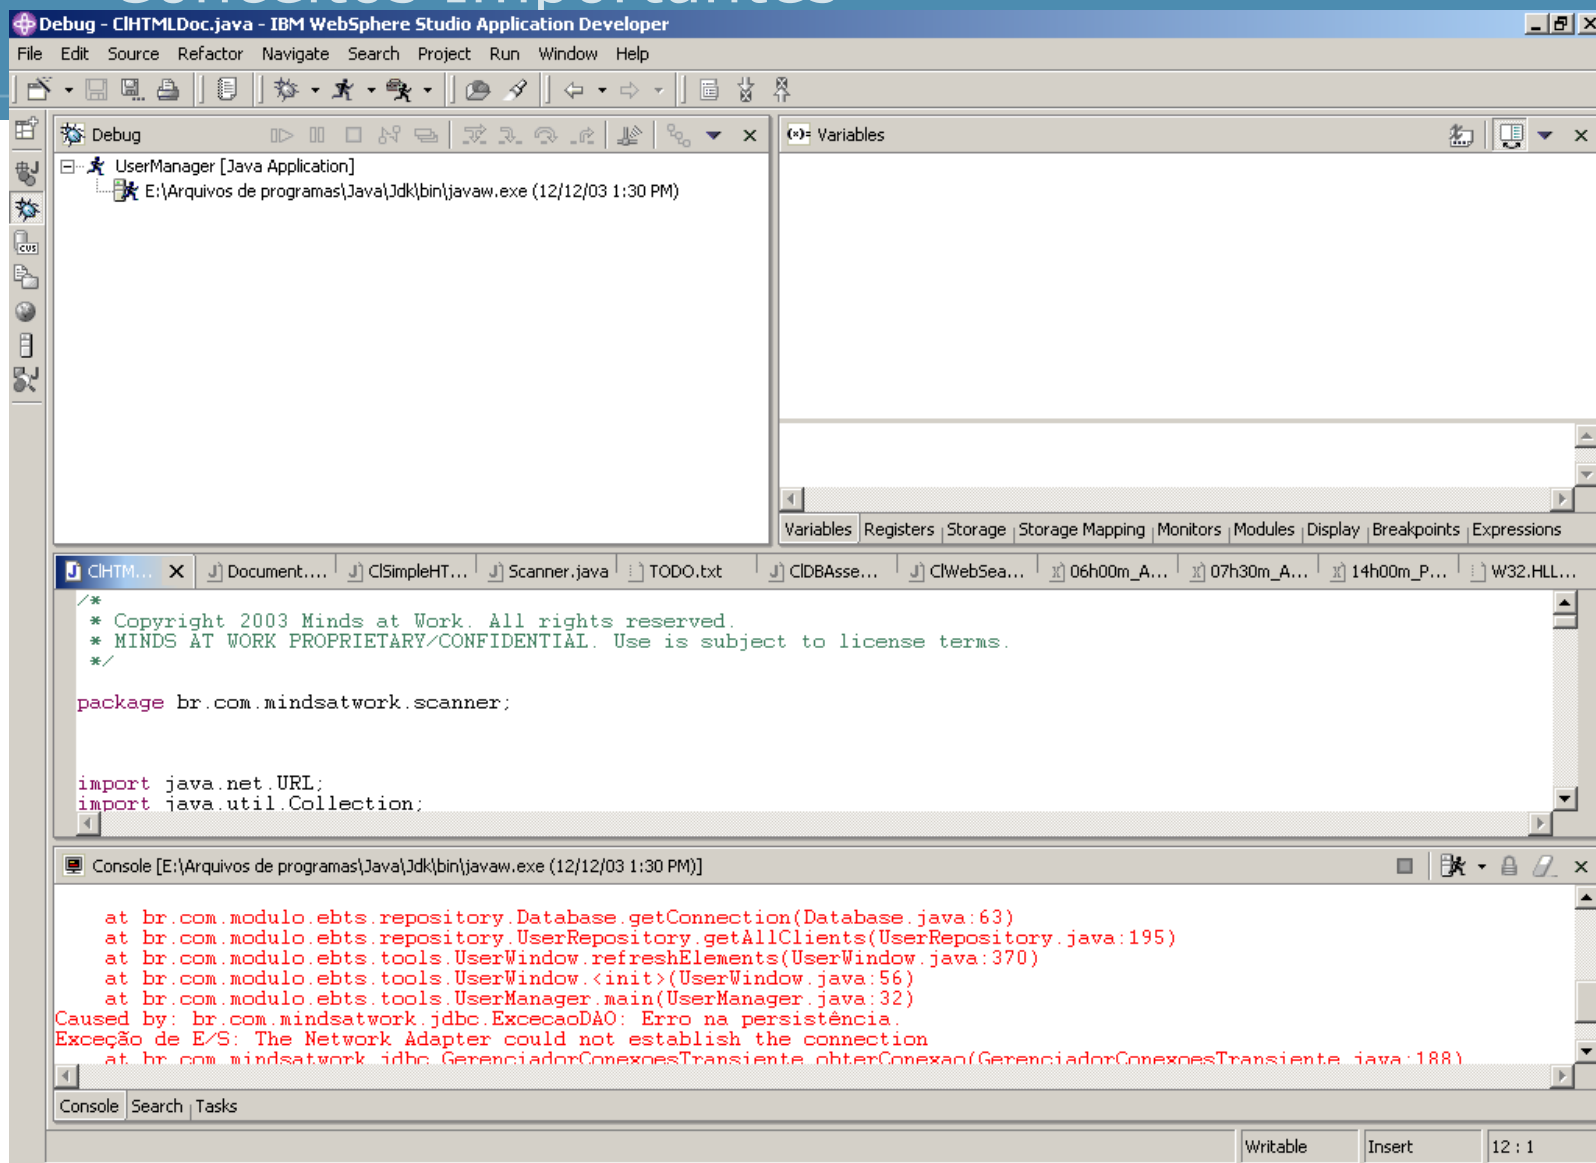 Conceitos Importantes
Debug - ClHTMLDoc.java - IBM WebSphere Studio Application Developer
File Edit Source Refactor Navigate Search Project Run Window Help
Debug
UserManager [Java Application]
E:\Arquivos de programas\Java\Jdk\bin\javaw.exe (12/12/03 1:30 PM)
(x)= Variables
Variables Registers Storage Storage Mapping Monitors Modules Display Breakpoints Expressions
ClHTM... Document.... ClSimpleHT... Scanner.java TODO.txt ClDBAsse... ClWebSea... 06h00m_A... 07h30m_A... 14h00m_P... W32.HLL...
/*
* Copyright 2003 Minds at Work. All rights reserved.
* MINDS AT WORK PROPRIETARY/CONFIDENTIAL. Use is subject to license terms.
*/
package br.com.mindsatwork.scanner;
import java.net.URL;
import java.util.Collection;
Console [E:\Arquivos de programas\Java\Jdk\bin\javaw.exe (12/12/03 1:30 PM)]
at br.com.modulo.ebts.repository.Database.getConnection(Database.java:63)
at br.com.modulo.ebts.repository.UserRepository.getAllClients(UserRepository.java:195)
at br.com.modulo.ebts.tools.UserWindow.refreshElements(UserWindow.java:370)
at br.com.modulo.ebts.tools.UserWindow.<init>(UserWindow.java:56)
at br.com.modulo.ebts.tools.UserManager.main(UserManager.java:32)
Caused by: br.com.mindsatwork.jdbc.ExcecaoDAO: Erro na persistência.
Exceção de E/S: The Network Adapter could not establish the connection
at br.com.mindsatwork.jdbc.GerenciadorConexoesTransiente.obterConexao(GerenciadorConexoesTransiente.java:188)
Console Search Tasks
Writable Insert 12 : 1